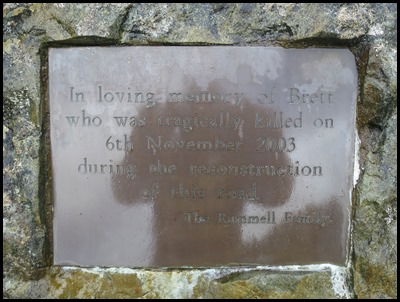 In loving memory of Brett
who was tragically killed on
6th November 2003
during the reconstruction
of this road
The Rummell Family